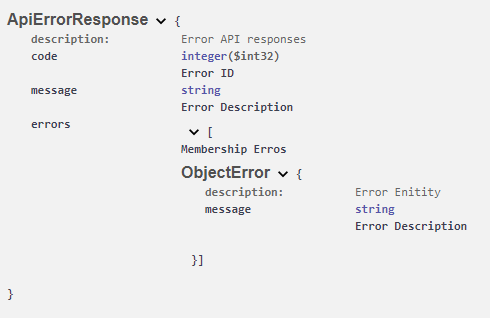 ApiErrorResponse {
description: Error API responses
code integer($int32)
Error ID
message string
Error Description
errors [
Membership Erros
ObjectError {
description: Error Enitity
message string
Error Description
}]
}